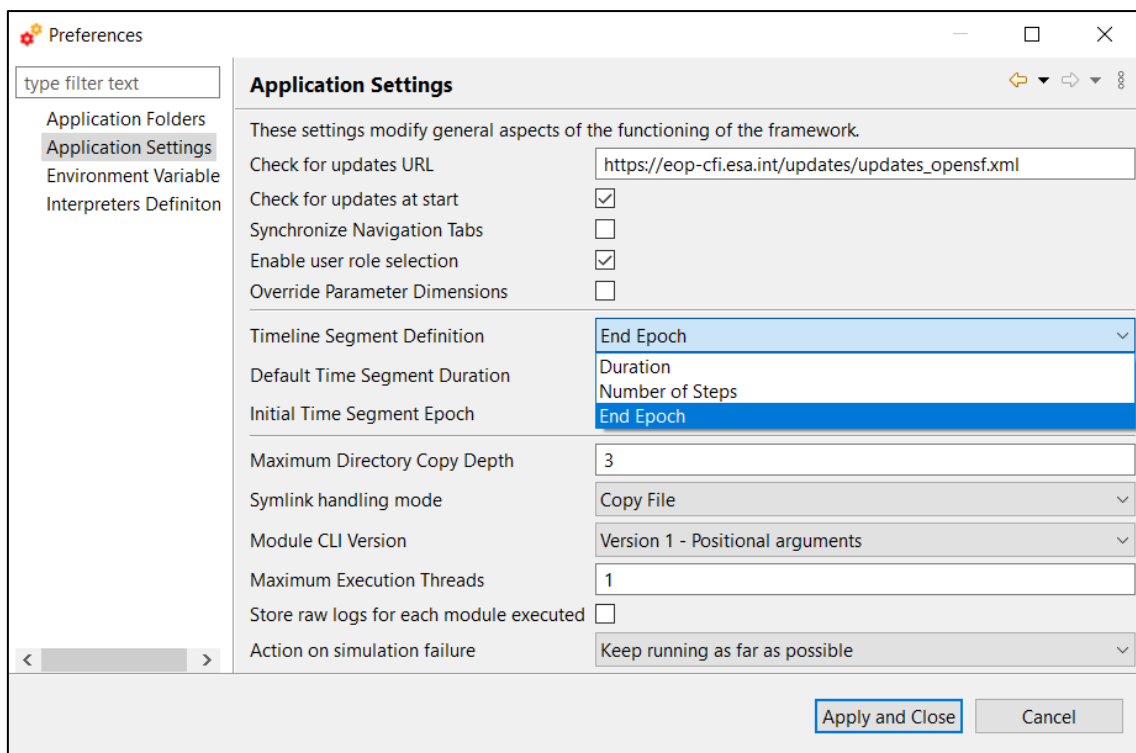 Preferences
type filter text
Application Folders
Application Settings
Environment Variable
Interpreters Definiton
Application Settings
These settings modify general aspects of the functioning of the framework.
Check for updates URL https://eop-cfi.esa.int/updates/updates_opensf.xml
Check for updates at start
Synchronize Navigation Tabs
Enable user role selection
Override Parameter Dimensions
Timeline Segment Definition End Epoch
Duration
Default Time Segment Duration
Number of Steps
Initial Time Segment Epoch End Epoch
Maximum Directory Copy Depth 3
Symlink handling mode Copy File
Module CLI Version Version 1 - Positional arguments
Maximum Execution Threads 1
Store raw logs for each module executed
Action on simulation failure Keep running as far as possible
Apply and Close Cancel